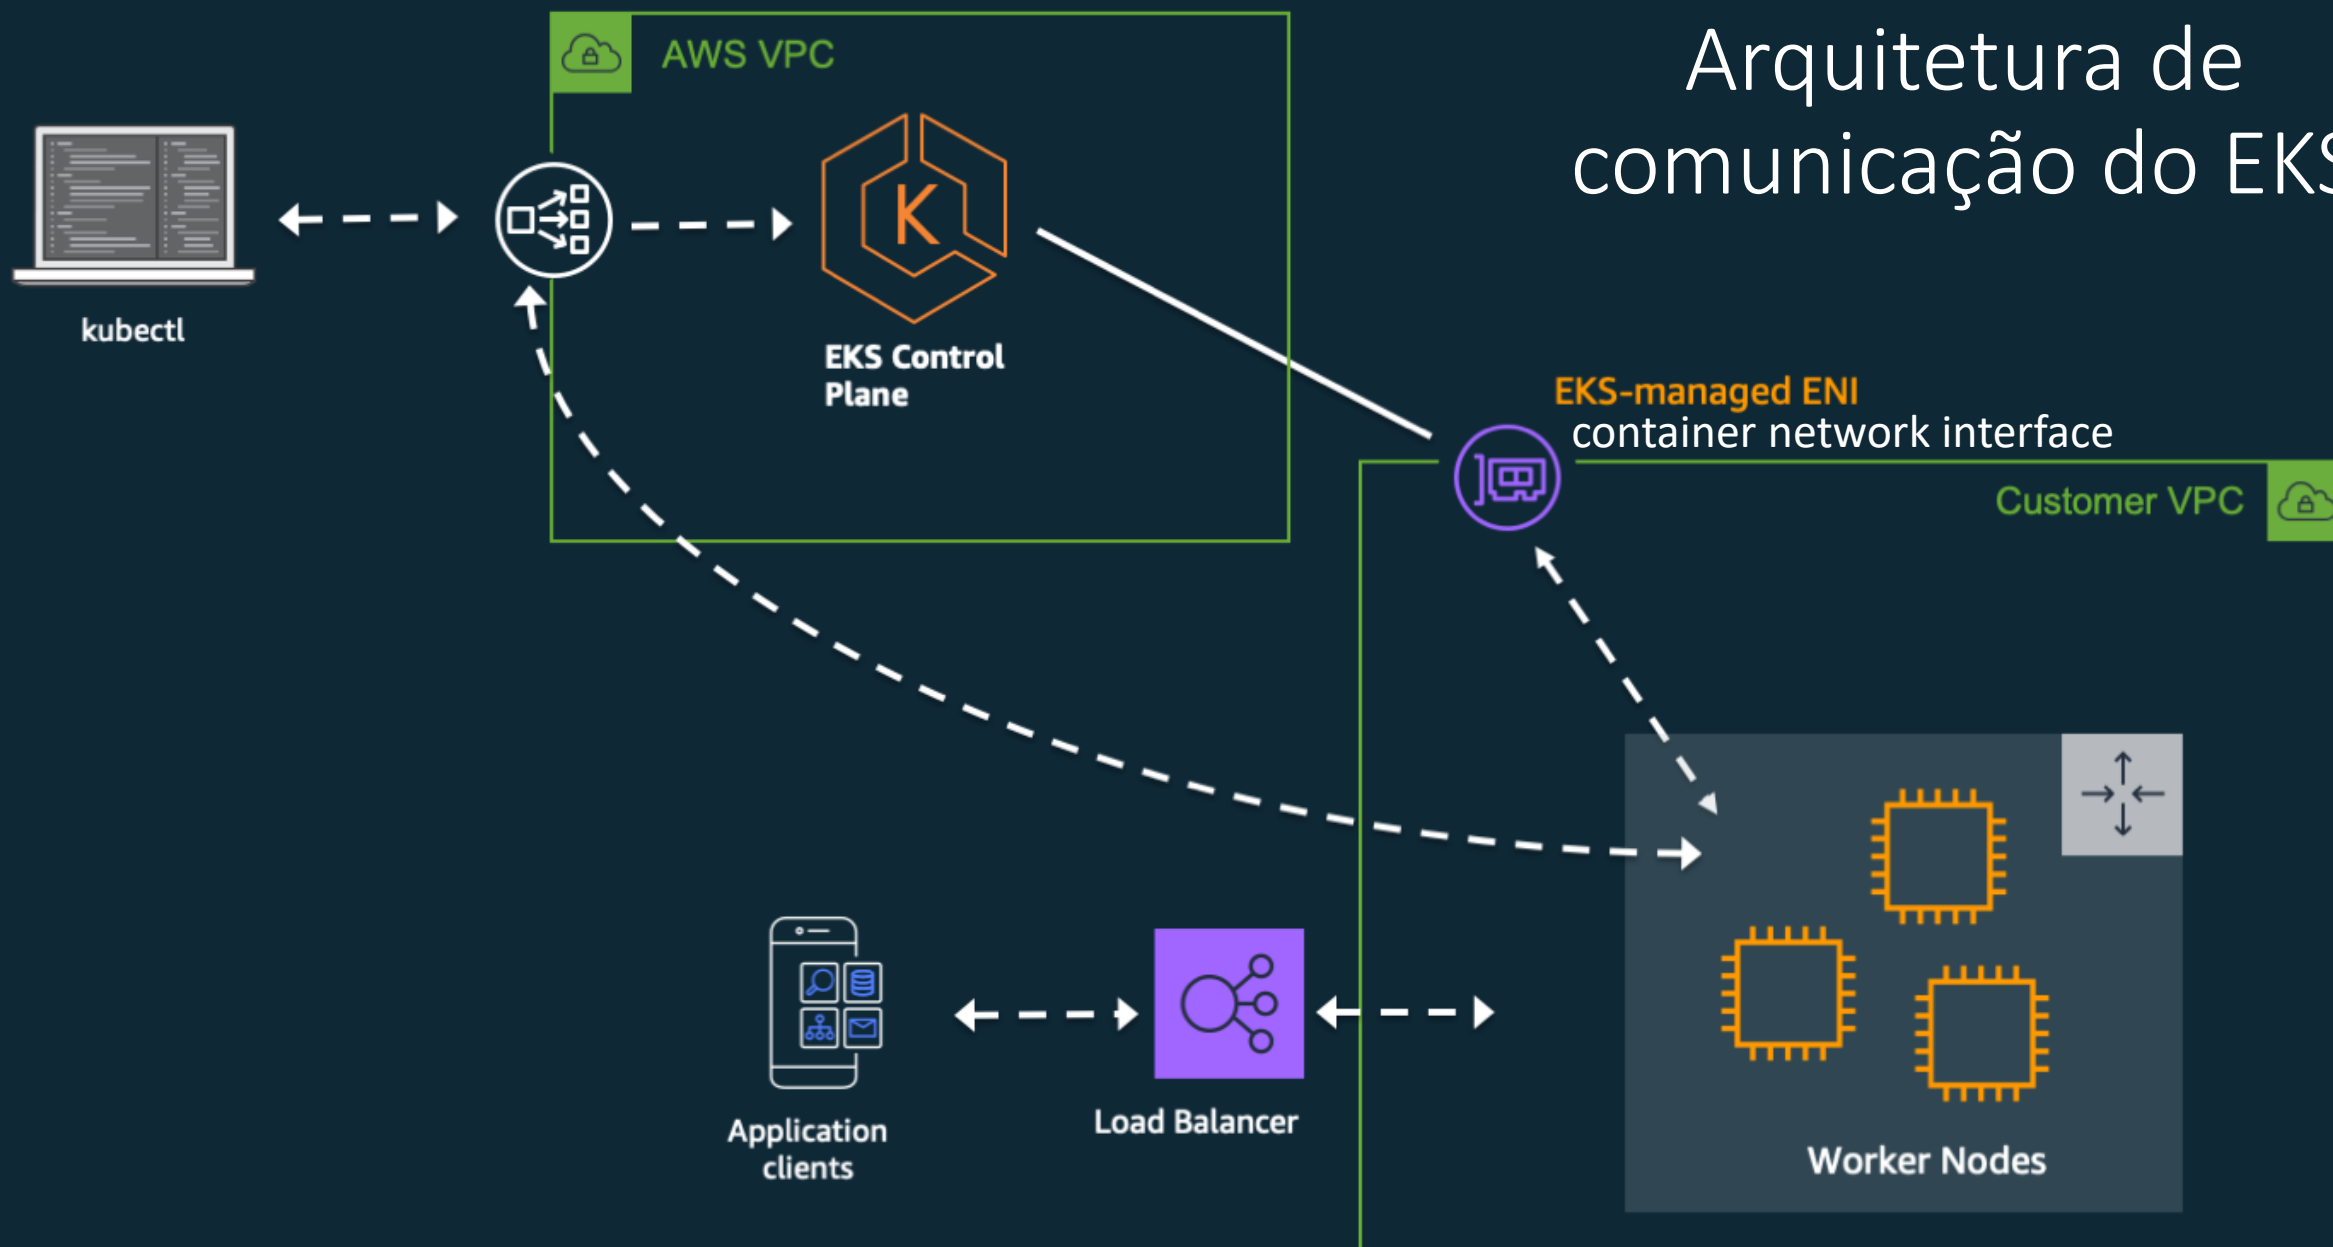 Arquitetura de
comunicação do EKS
AWS VPC
kubectl
EKS Control
Plane
EKS-managed ENI
container network interface
Customer VPC
Application
clients
Load Balancer
Worker Nodes